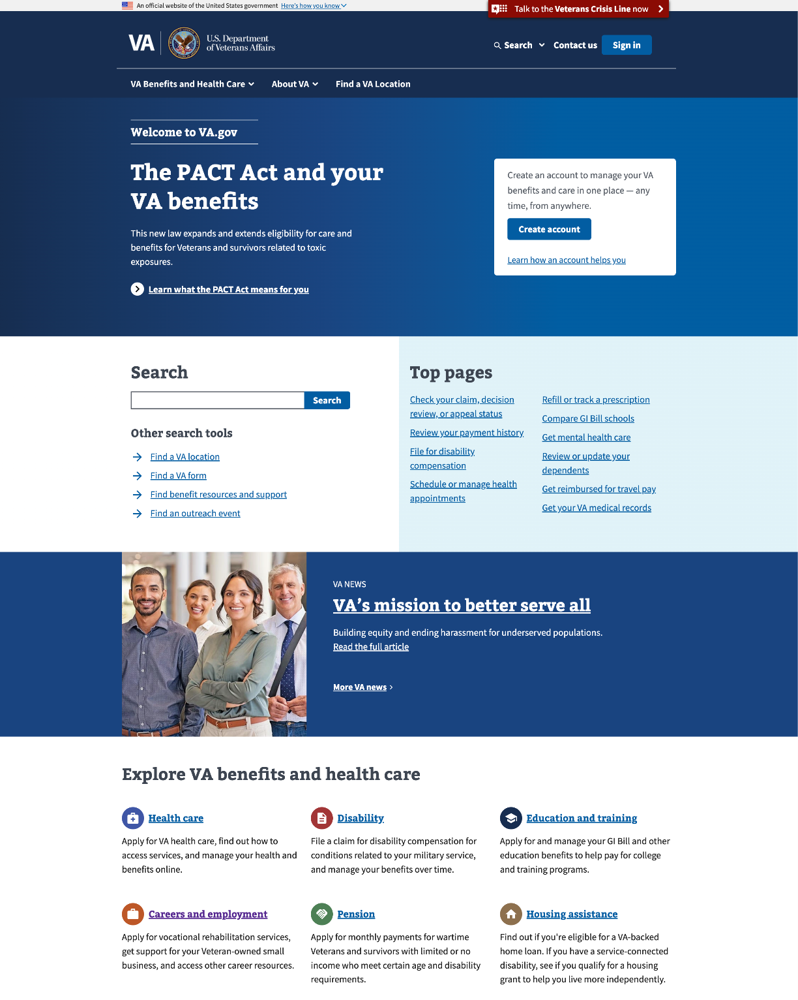 An official website of the United States government Here's how you know
Talk to the Veterans Crisis Line now
VA
U.S. Department
of Veterans Affairs
Search
Contact us
Sign in
VA Benefits and Health Care
About VA
Find a VA Location
Welcome to VA.gov
The PACT Act and your
VA benefits
This new law expands and extends eligibility for care and
benefits for Veterans and survivors related to toxic
exposures.
Learn what the PACT Act means for you
Create an account to manage your VA
benefits and care in one place — any
time, from anywhere.
Create account
Learn how an account helps you
Search
Search
Other search tools
Find a VA location
Find a VA form
Find benefit resources and support
Find an outreach event
Top pages
Check your claim, decision
review, or appeal status
Review your payment history
File for disability
compensation
Schedule or manage health
appointments
Refill or track a prescription
Compare GI Bill schools
Get mental health care
Review or update your
dependents
Get reimbursed for travel pay
Get your VA medical records
VA NEWS
VA's mission to better serve all
Building equity and ending harassment for underserved populations.
Read the full article
More VA news
Explore VA benefits and health care
Health care
Apply for VA health care, find out how to
access services, and manage your health and
benefits online.
Disability
File a claim for disability compensation for
conditions related to your military service,
and manage your benefits over time.
Education and training
Apply for and manage your GI Bill and other
education benefits to help pay for college
and training programs.
Careers and employment
Apply for vocational rehabilitation services,
get support for your Veteran-owned small
business, and access other career resources.
Pension
Apply for monthly payments for wartime
Veterans and survivors with limited or no
income who meet certain age and disability
requirements.
Housing assistance
Find out if you're eligible for a VA-backed
home loan. If you have a service-connected
disability, see if you qualify for a housing
grant to help you live more independently.